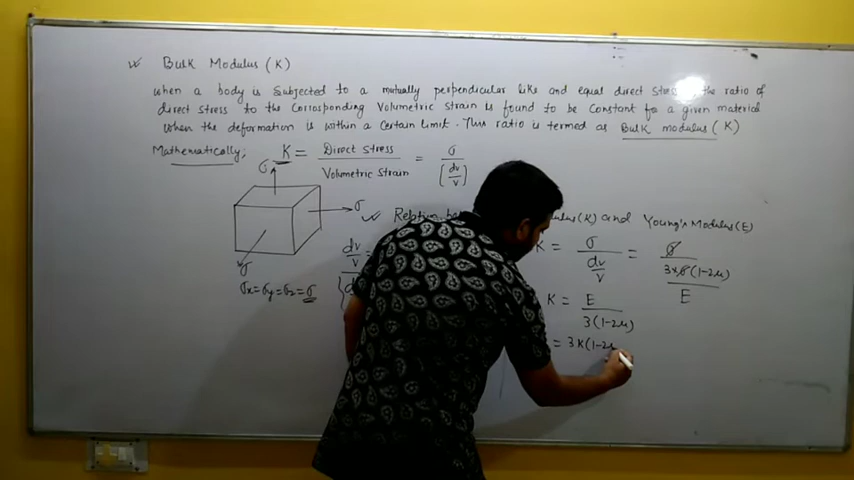 Bulk Modulus (K)
when a body is subjected to a mutually perpendicular like and equal direct the ratio of
direct stress to the Corrosponding Volumetric Strain is found to be Constant for a given material
when the deformation is within a Certain limit. This ratio is termed as Bulk modulus (K)
Mathematically; K = Direct Stress / Volumetric Strain = σ / [dv/v]
σ
σ
σ
σx=σy=σz=σ
Relation (K) and Young's Modulus(E)
dv/v
K = σ / dv/v = σ / 3×σ(1-2μ)/E
K = E / 3(1-2μ)
= 3K(1-2μ